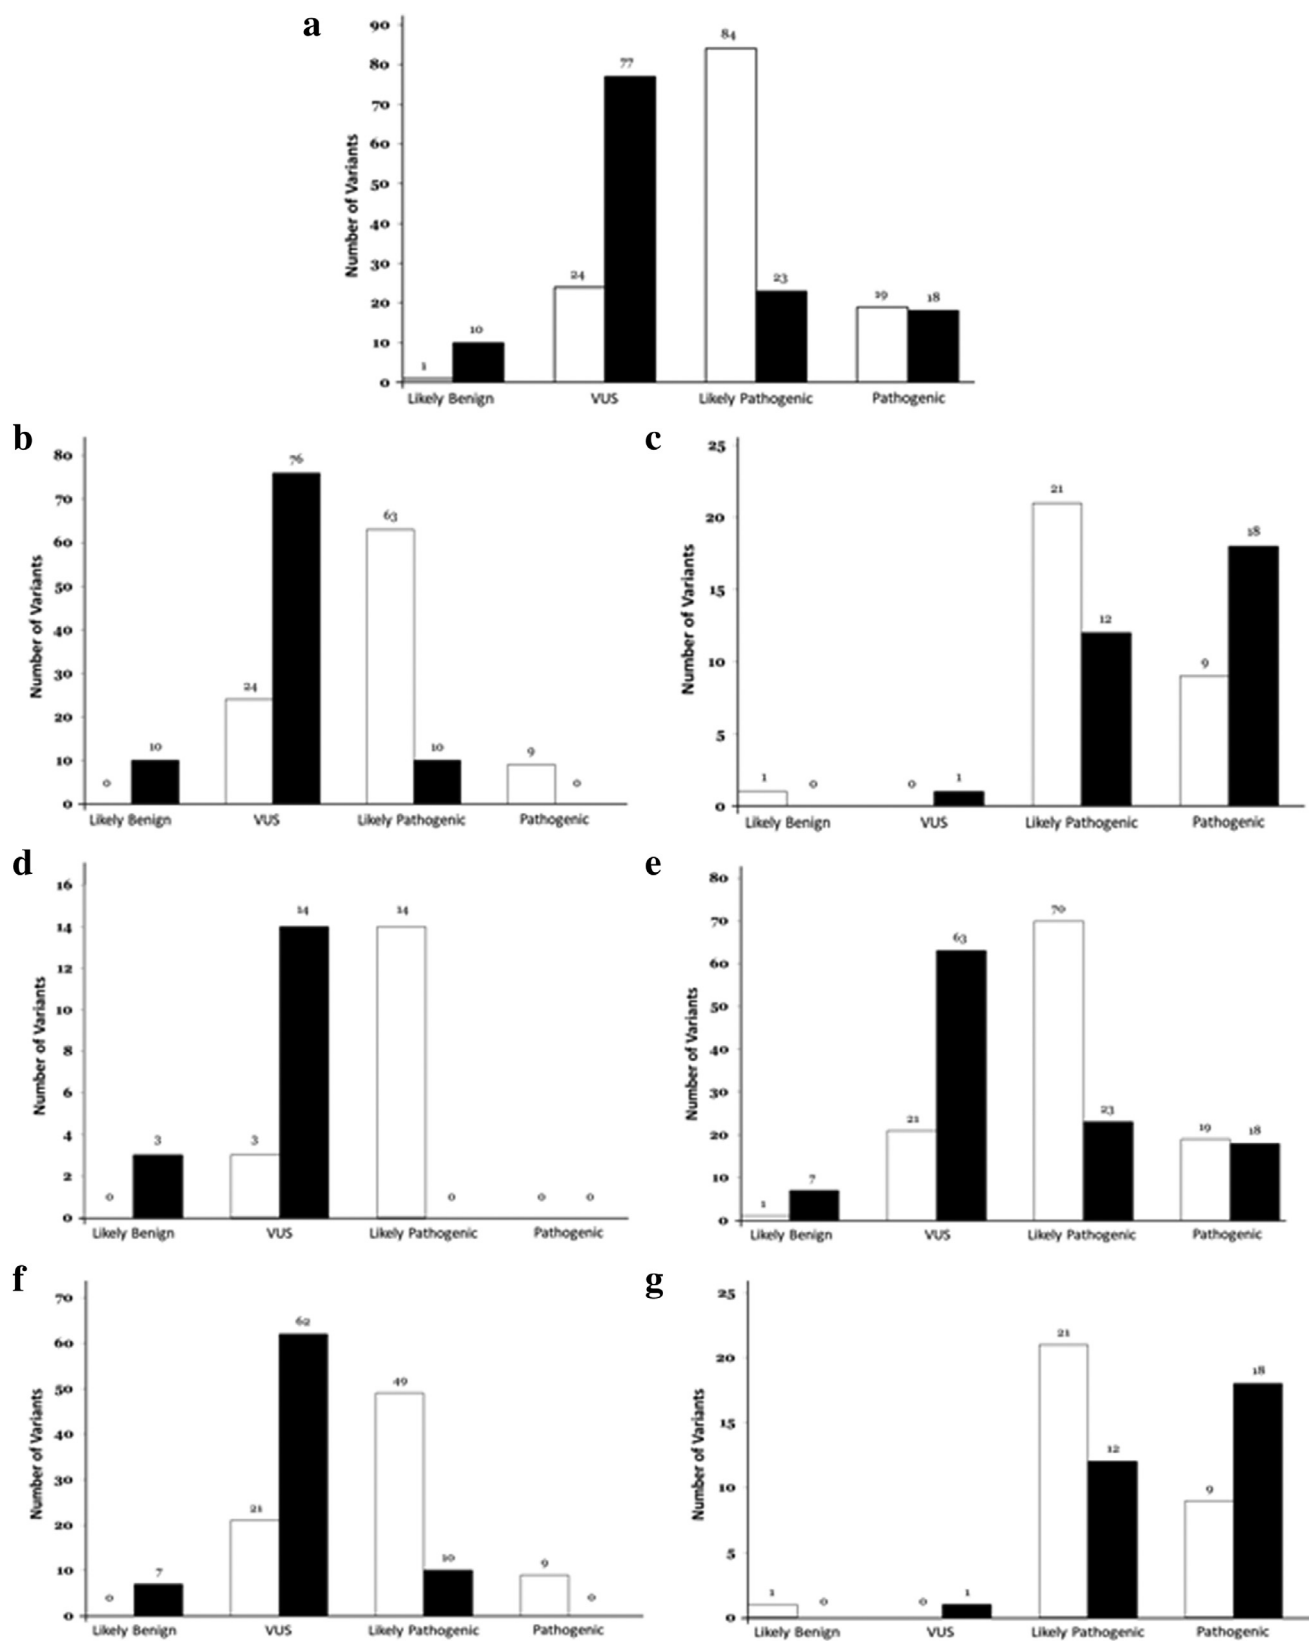 a
Number of Variants
90
80
70
60
50
40
30
20
10
0
1
10
24
77
84
23
19
18
Likely Benign
VUS
Likely Pathogenic
Pathogenic
b
Number of Variants
80
70
60
50
40
30
20
10
0
0
10
24
76
63
10
9
0
Likely Benign
VUS
Likely Pathogenic
Pathogenic
c
Number of Variants
25
20
15
10
5
0
1
0
0
1
21
12
9
18
Likely Benign
VUS
Likely Pathogenic
Pathogenic
d
Number of Variants
16
14
12
10
8
6
4
2
0
0
3
3
14
14
0
0
0
Likely Benign
VUS
Likely Pathogenic
Pathogenic
e
Number of Variants
80
70
60
50
40
30
20
10
0
1
7
21
63
70
23
19
18
Likely Benign
VUS
Likely Pathogenic
Pathogenic
f
Number of Variants
70
60
50
40
30
20
10
0
0
7
21
62
49
10
9
0
Likely Benign
VUS
Likely Pathogenic
Pathogenic
g
Number of Variants
25
20
15
10
5
0
1
0
0
1
21
12
9
18
Likely Benign
VUS
Likely Pathogenic
Pathogenic